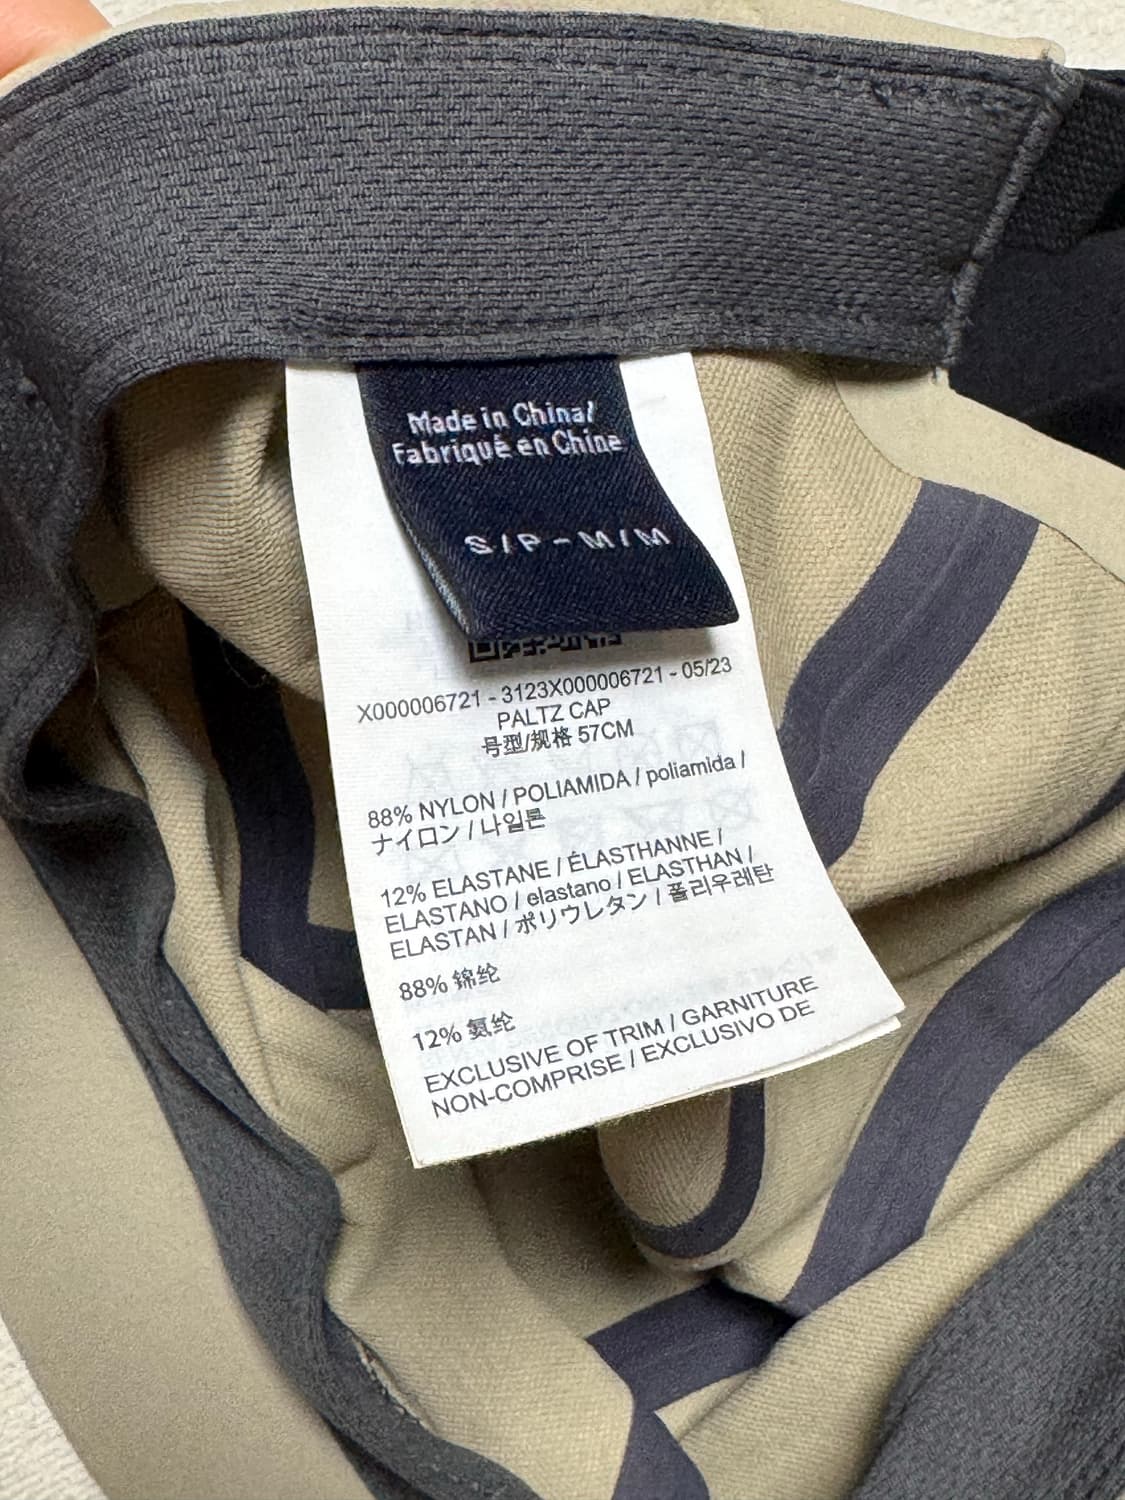 Made in China/
Fabriqué en Chine
S/P-M/M
X000006721 - 3123X000006721 - 05/23
PALTZ CAP
号型/规格 57CM
88% NYLON / POLIAMIDA / poliamida /
ナイロン / 나일론
12% ELASTANE / ÉLASTHANNE /
ELASTANO / elastano / ELASTHAN /
ELASTAN / ポリウレタン / 폴리우레탄
88% 锦纶
12% 氨纶
EXCLUSIVE OF TRIM / GARNITURE
NON-COMPRISE / EXCLUSIVO DE